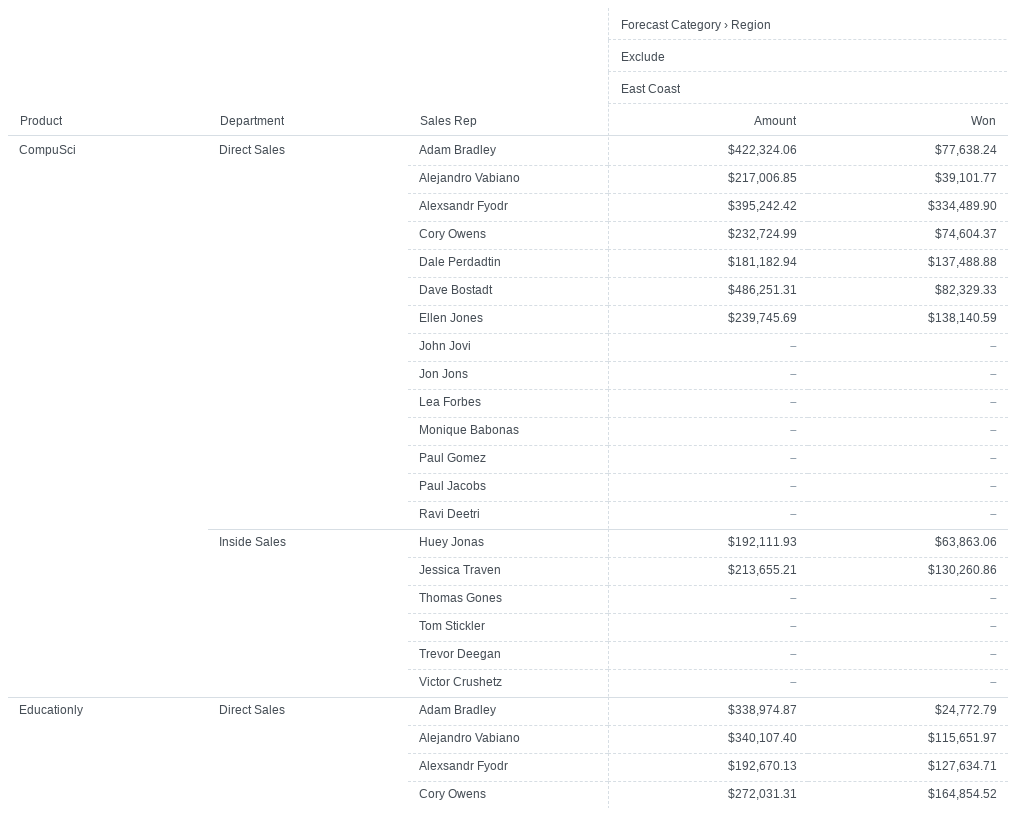 Forecast Category › Region
Exclude
East Coast
Product Department Sales Rep Amount Won
CompuSci Direct Sales Adam Bradley $422,324.06 $77,638.24
Alejandro Vabiano $217,006.85 $39,101.77
Alexsandr Fyodr $395,242.42 $334,489.90
Cory Owens $232,724.99 $74,604.37
Dale Perdadtin $181,182.94 $137,488.88
Dave Bostadt $486,251.31 $82,329.33
Ellen Jones $239,745.69 $138,140.59
John Jovi – –
Jon Jons – –
Lea Forbes – –
Monique Babonas – –
Paul Gomez – –
Paul Jacobs – –
Ravi Deetri – –
Inside Sales Huey Jonas $192,111.93 $63,863.06
Jessica Traven $213,655.21 $130,260.86
Thomas Gones – –
Tom Stickler – –
Trevor Deegan – –
Victor Crushetz – –
Educationly Direct Sales Adam Bradley $338,974.87 $24,772.79
Alejandro Vabiano $340,107.40 $115,651.97
Alexsandr Fyodr $192,670.13 $127,634.71
Cory Owens $272,031.31 $164,854.52